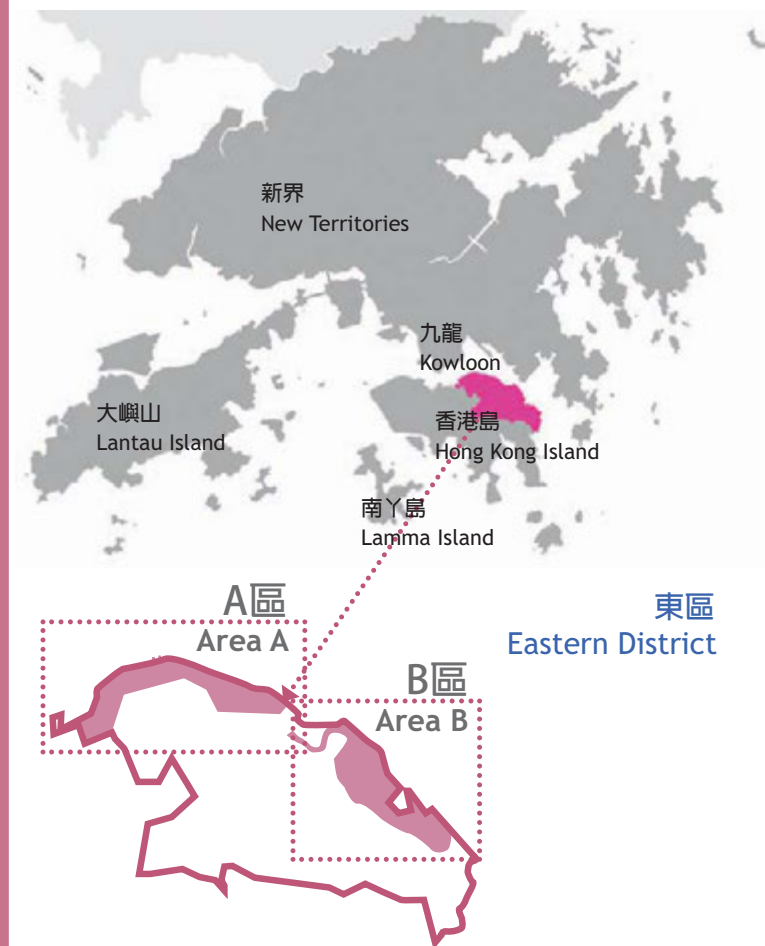 新界
New Territories
九龍
Kowloon
大嶼山
Lantau Island
香港島
Hong Kong Island
南丫島
Lamma Island
A區
Area A
東區
Eastern District
B區
Area B